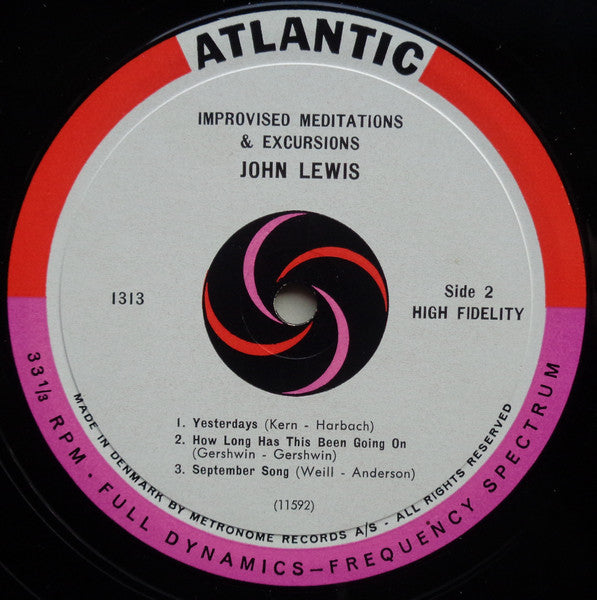 ATLANTIC
IMPROVISED MEDITATIONS
& EXCURSIONS
JOHN LEWIS
1313
Side 2
HIGH FIDELITY
1. Yesterdays (Kern - Harbach)
2. How Long Has This Been Going On
(Gershwin - Gershwin)
3. September Song (Weill - Anderson)
(11592)
MADE IN DENMARK BY METRONOME RECORDS A/S - ALL RIGHTS RESERVED
33 1/3 RPM · FULL DYNAMICS—FREQUENCY SPECTRUM